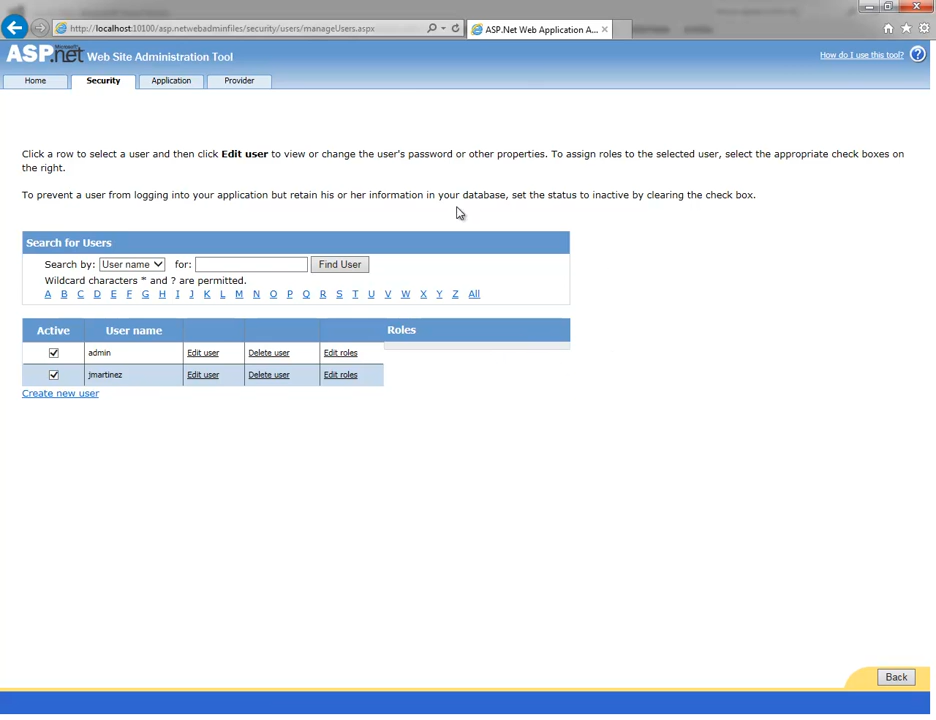 http://localhost:10100/asp.netwebadminfiles/security/users/manageUsers.aspx
ASP.Net Web Application A...
Microsoft
ASP.net Web Site Administration Tool
How do I use this tool?
?
Home Security Application Provider
Click a row to select a user and then click Edit user to view or change the user's password or other properties. To assign roles to the selected user, select the appropriate check boxes on
the right.
To prevent a user from logging into your application but retain his or her information in your database, set the status to inactive by clearing the check box.
Search for Users
Search by: User name for: Find User
Wildcard characters * and ? are permitted.
A B C D E F G H I J K L M N O P Q R S T U V W X Y Z All
Active User name Roles
admin Edit user Delete user Edit roles
jmartinez Edit user Delete user Edit roles
Create new user
Back